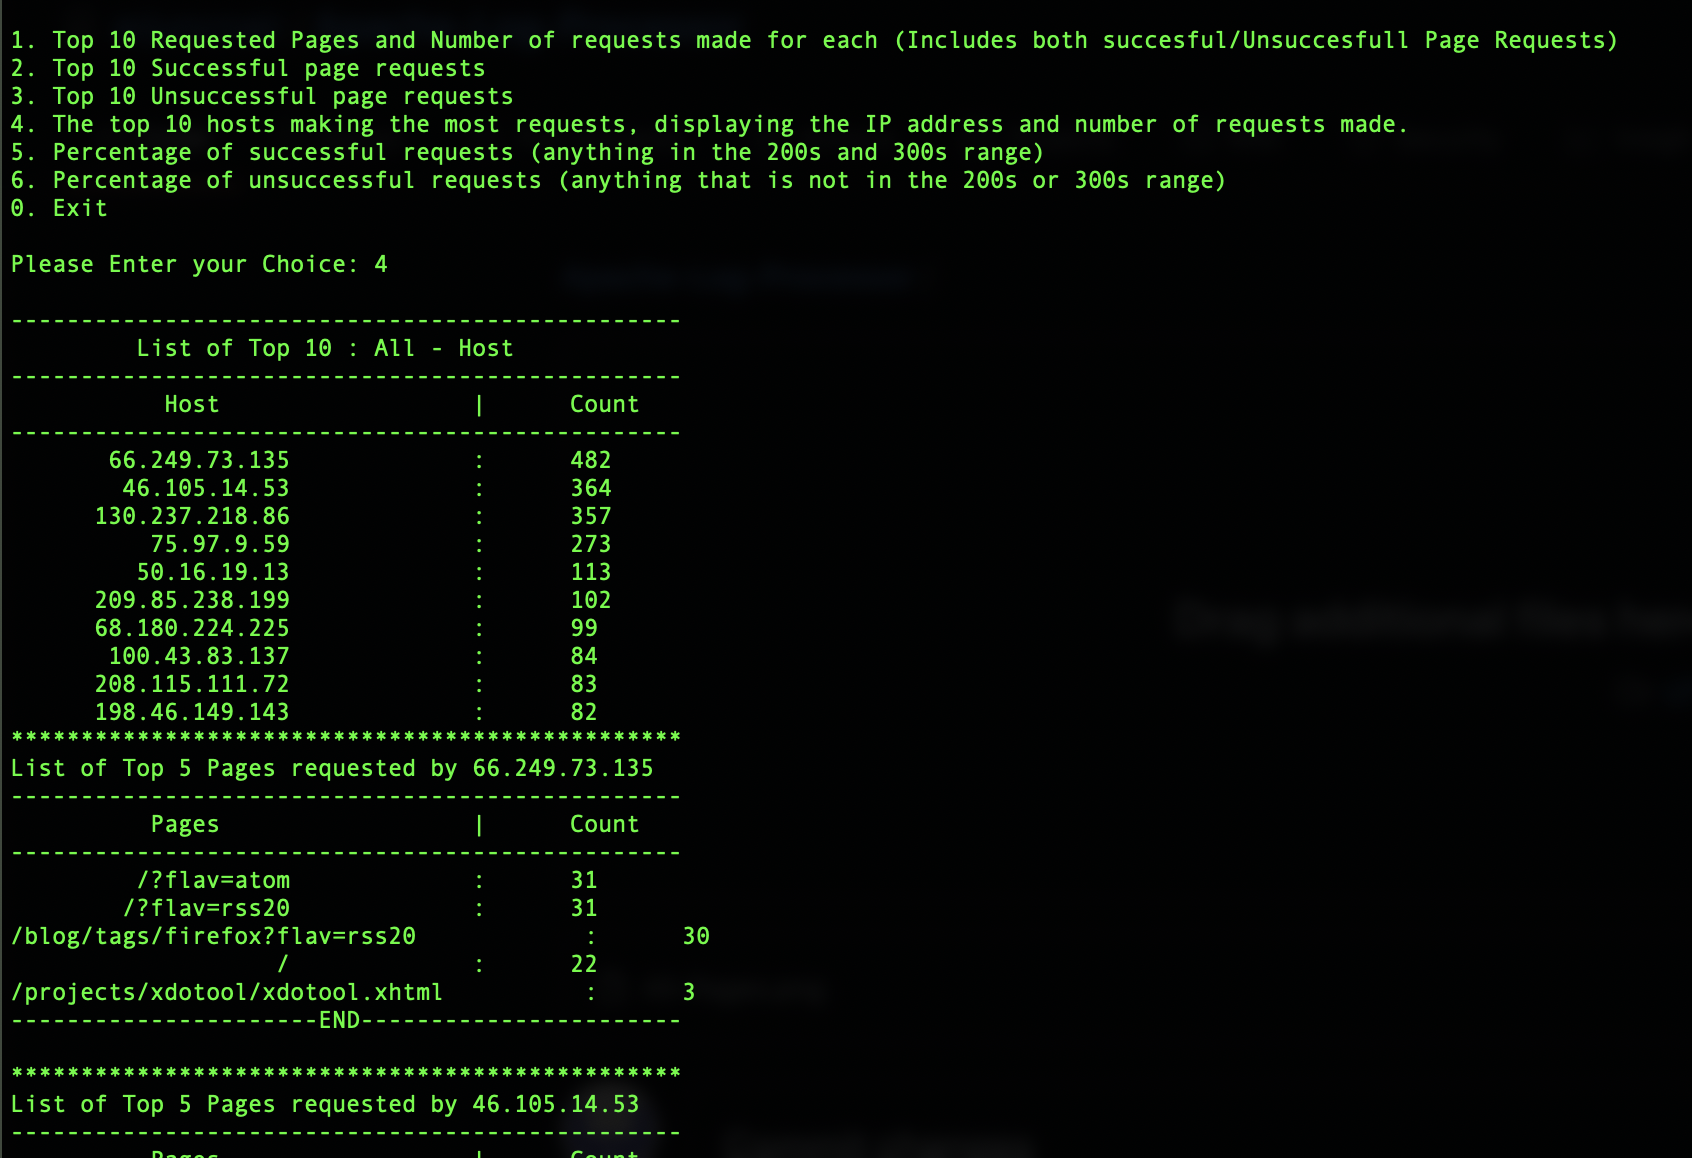 1. Top 10 Requested Pages and Number of requests made for each (Includes both succesful/Unsuccesfull Page Requests)
2. Top 10 Successful page requests
3. Top 10 Unsuccessful page requests
4. The top 10 hosts making the most requests, displaying the IP address and number of requests made.
5. Percentage of successful requests (anything in the 200s and 300s range)
6. Percentage of unsuccessful requests (anything that is not in the 200s or 300s range)
0. Exit
Please Enter your Choice: 4
------------------------------------------------
List of Top 10 : All - Host
------------------------------------------------
Host | Count
------------------------------------------------
66.249.73.135 : 482
46.105.14.53 : 364
130.237.218.86 : 357
75.97.9.59 : 273
50.16.19.13 : 113
209.85.238.199 : 102
68.180.224.225 : 99
100.43.83.137 : 84
208.115.111.72 : 83
198.46.149.143 : 82
************************************************
List of Top 5 Pages requested by 66.249.73.135
------------------------------------------------
Pages | Count
------------------------------------------------
/?flav=atom : 31
/?flav=rss20 : 31
/blog/tags/firefox?flav=rss20 : 30
/ : 22
/projects/xdotool/xdotool.xhtml : 3
----------------------END-----------------------
************************************************
List of Top 5 Pages requested by 46.105.14.53
------------------------------------------------
Pages | Count
Drag additional files here